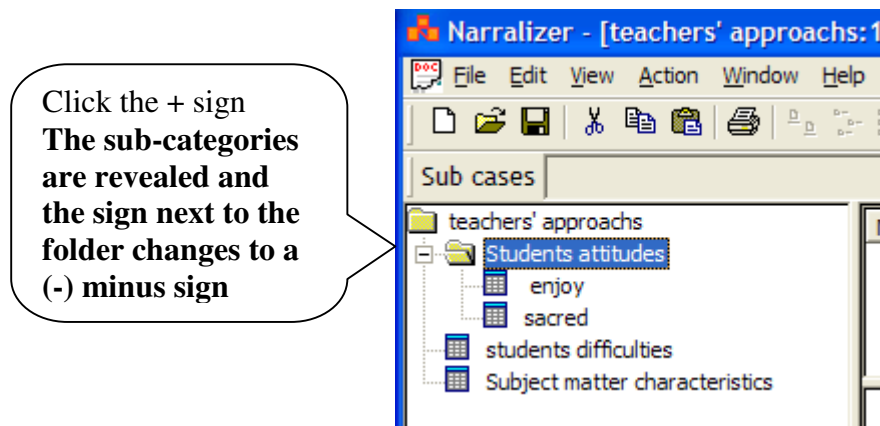 Click the + sign
The sub-categories
are revealed and
the sign next to the
folder changes to a
(-) minus sign
Narralizer - [teachers' approachs:1
File Edit View Action Window Help
Sub cases
teachers' approachs
Students attitudes
enjoy
sacred
students difficulties
Subject matter characteristics